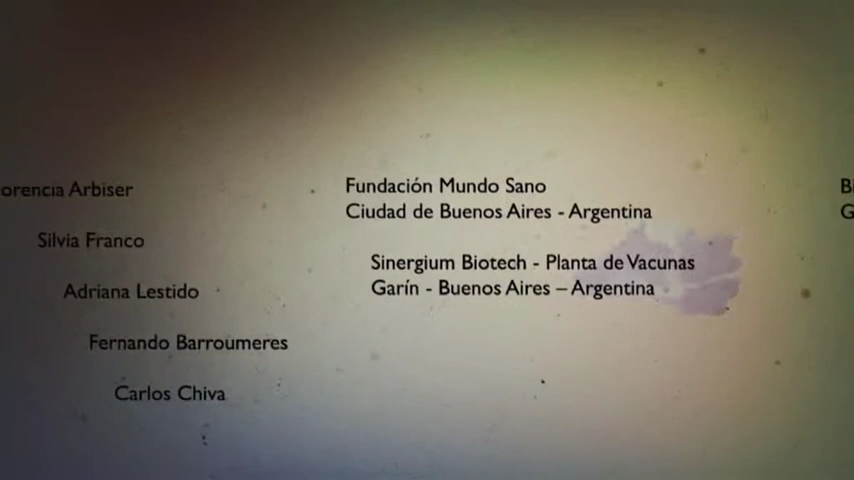 Arbiser
Silvia Franco
Adriana Lestido
Fernando Barroumeres
Carlos Chiva
Fundación Mundo Sano
Ciudad de Buenos Aires - Argentina
Sinergium Biotech - Planta de Vacunas
Garín - Buenos Aires – Argentina